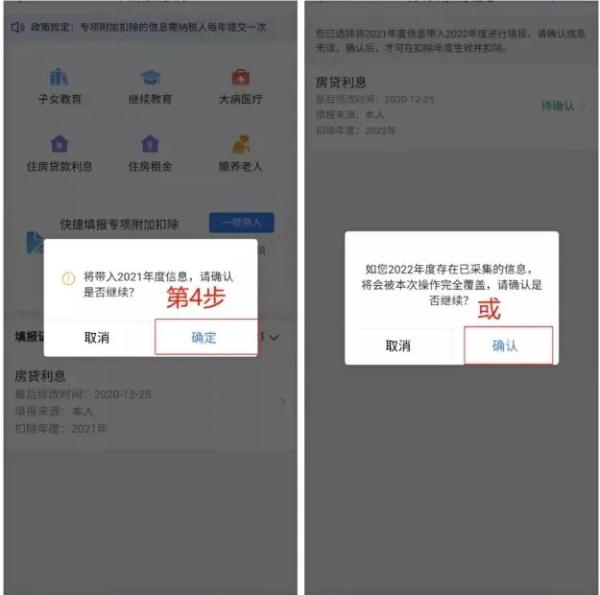 政策规定：专项附加扣除的信息需纳税人每年提交一次
子女教育
继续教育
大病医疗
住房贷款利息
住房租金
赡养老人
快捷填报专项附加扣除
一键带入
将带入2021年度信息，请确认
是否继续？
第4步
取消
确定
填报记
1
房贷利息
最后修改时间：2020-12-25
填报来源：本人
扣除年度：2021年
您已选择将2021年度信息带入2022年度进行填报，请确认信息
无误，确认后，才可在扣除年度生效并扣除。
房贷利息
最后修改时间：2020-12-25
填报来源：本人
扣除年度：2022年
待确认
如您2022年度存在已采集的信息，
将会被本次操作完全覆盖，请确认是
否继续？
或
取消
确认